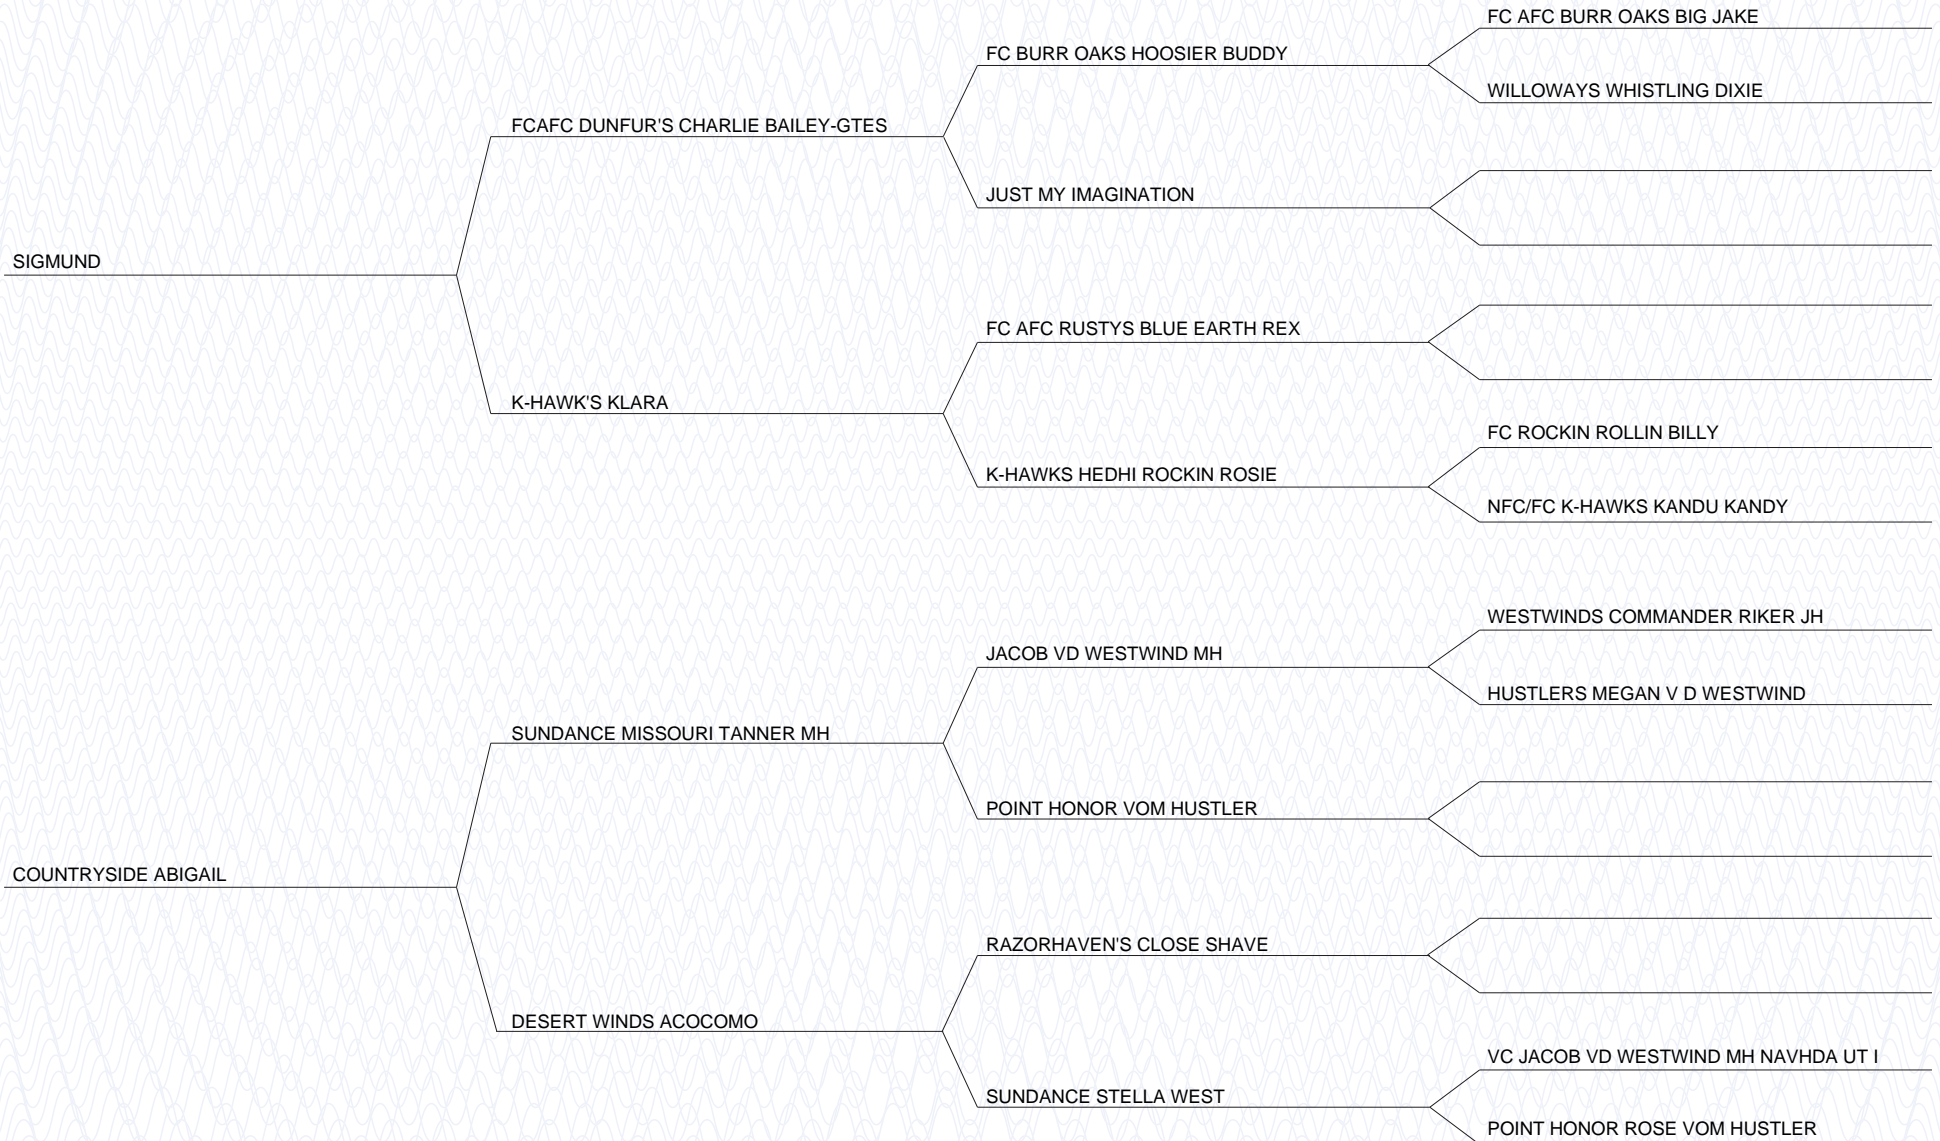 FC AFC BURR OAKS BIG JAKE
FC BURR OAKS HOOSIER BUDDY
WILLOWAYS WHISTLING DIXIE
FCAFC DUNFUR'S CHARLIE BAILEY-GTES
JUST MY IMAGINATION
SIGMUND
FC AFC RUSTYS BLUE EARTH REX
K-HAWK'S KLARA
FC ROCKIN ROLLIN BILLY
K-HAWKS HEDHI ROCKIN ROSIE
NFC/FC K-HAWKS KANDU KANDY
WESTWINDS COMMANDER RIKER JH
JACOB VD WESTWIND MH
HUSTLERS MEGAN V D WESTWIND
SUNDANCE MISSOURI TANNER MH
POINT HONOR VOM HUSTLER
COUNTRYSIDE ABIGAIL
RAZORHAVEN'S CLOSE SHAVE
DESERT WINDS ACOCOMO
VC JACOB VD WESTWIND MH NAVHDA UT I
SUNDANCE STELLA WEST
POINT HONOR ROSE VOM HUSTLER